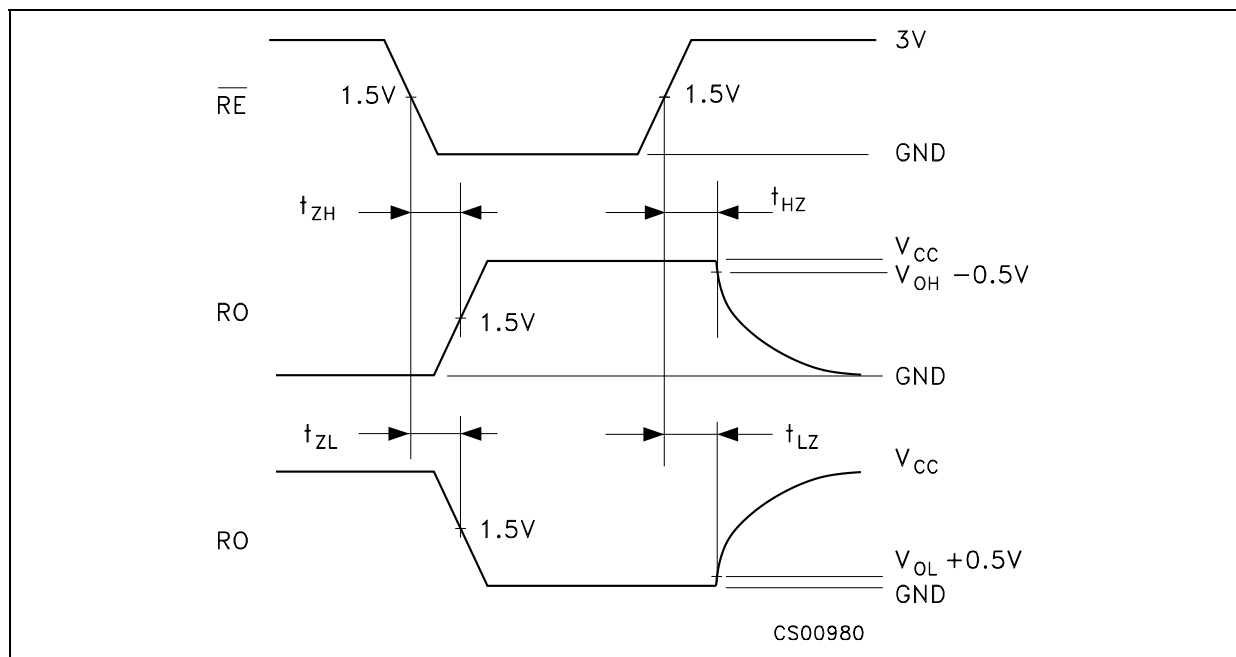 3V
1.5V
1.5V
R̅E̅
GND
tZH
tHZ
VCC
VOH −0.5V
RO
1.5V
GND
tZL
tLZ
VCC
1.5V
RO
VOL +0.5V
GND
CS00980